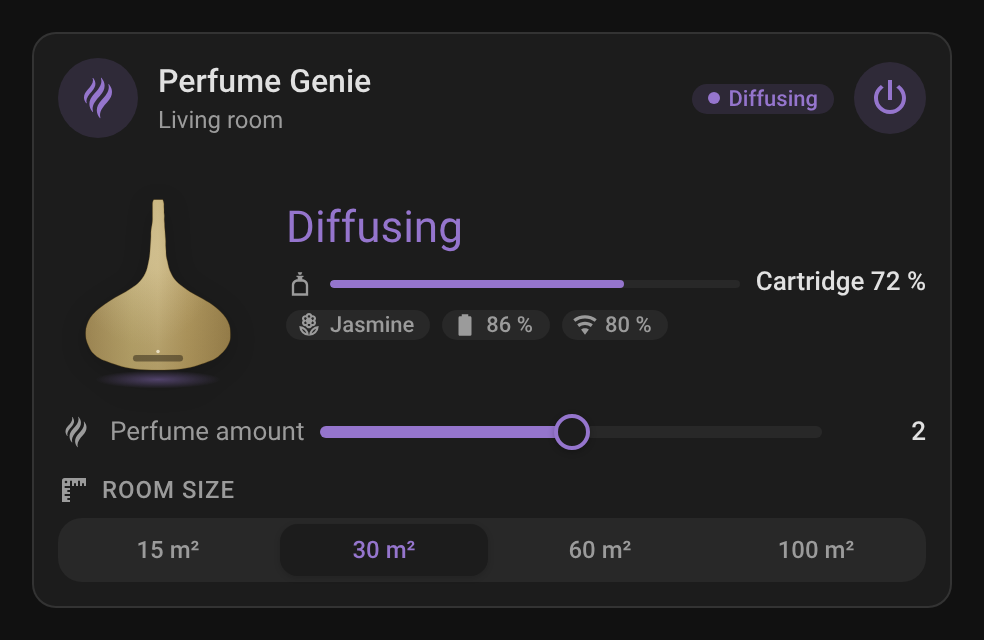 Perfume Genie
Living room
Diffusing
Diffusing
Cartridge 72 %
Jasmine
86 %
80 %
Perfume amount
2
ROOM SIZE
15 m²
30 m²
60 m²
100 m²